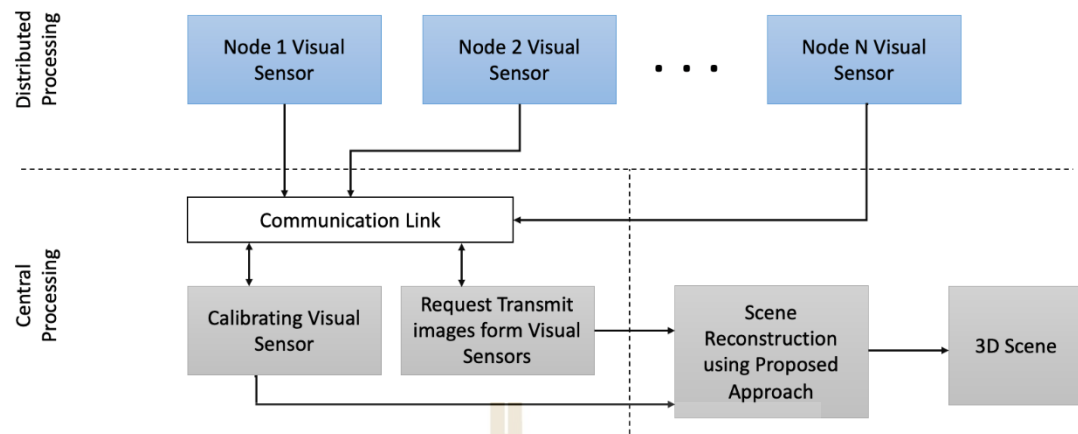 Distributed
Processing
Node 1 Visual
Sensor
Node 2 Visual
Sensor
. . .
Node N Visual
Sensor
Central
Processing
Communication Link
Calibrating Visual
Sensor
Request Transmit
images form Visual
Sensors
Scene
Reconstruction
using Proposed
Approach
3D Scene